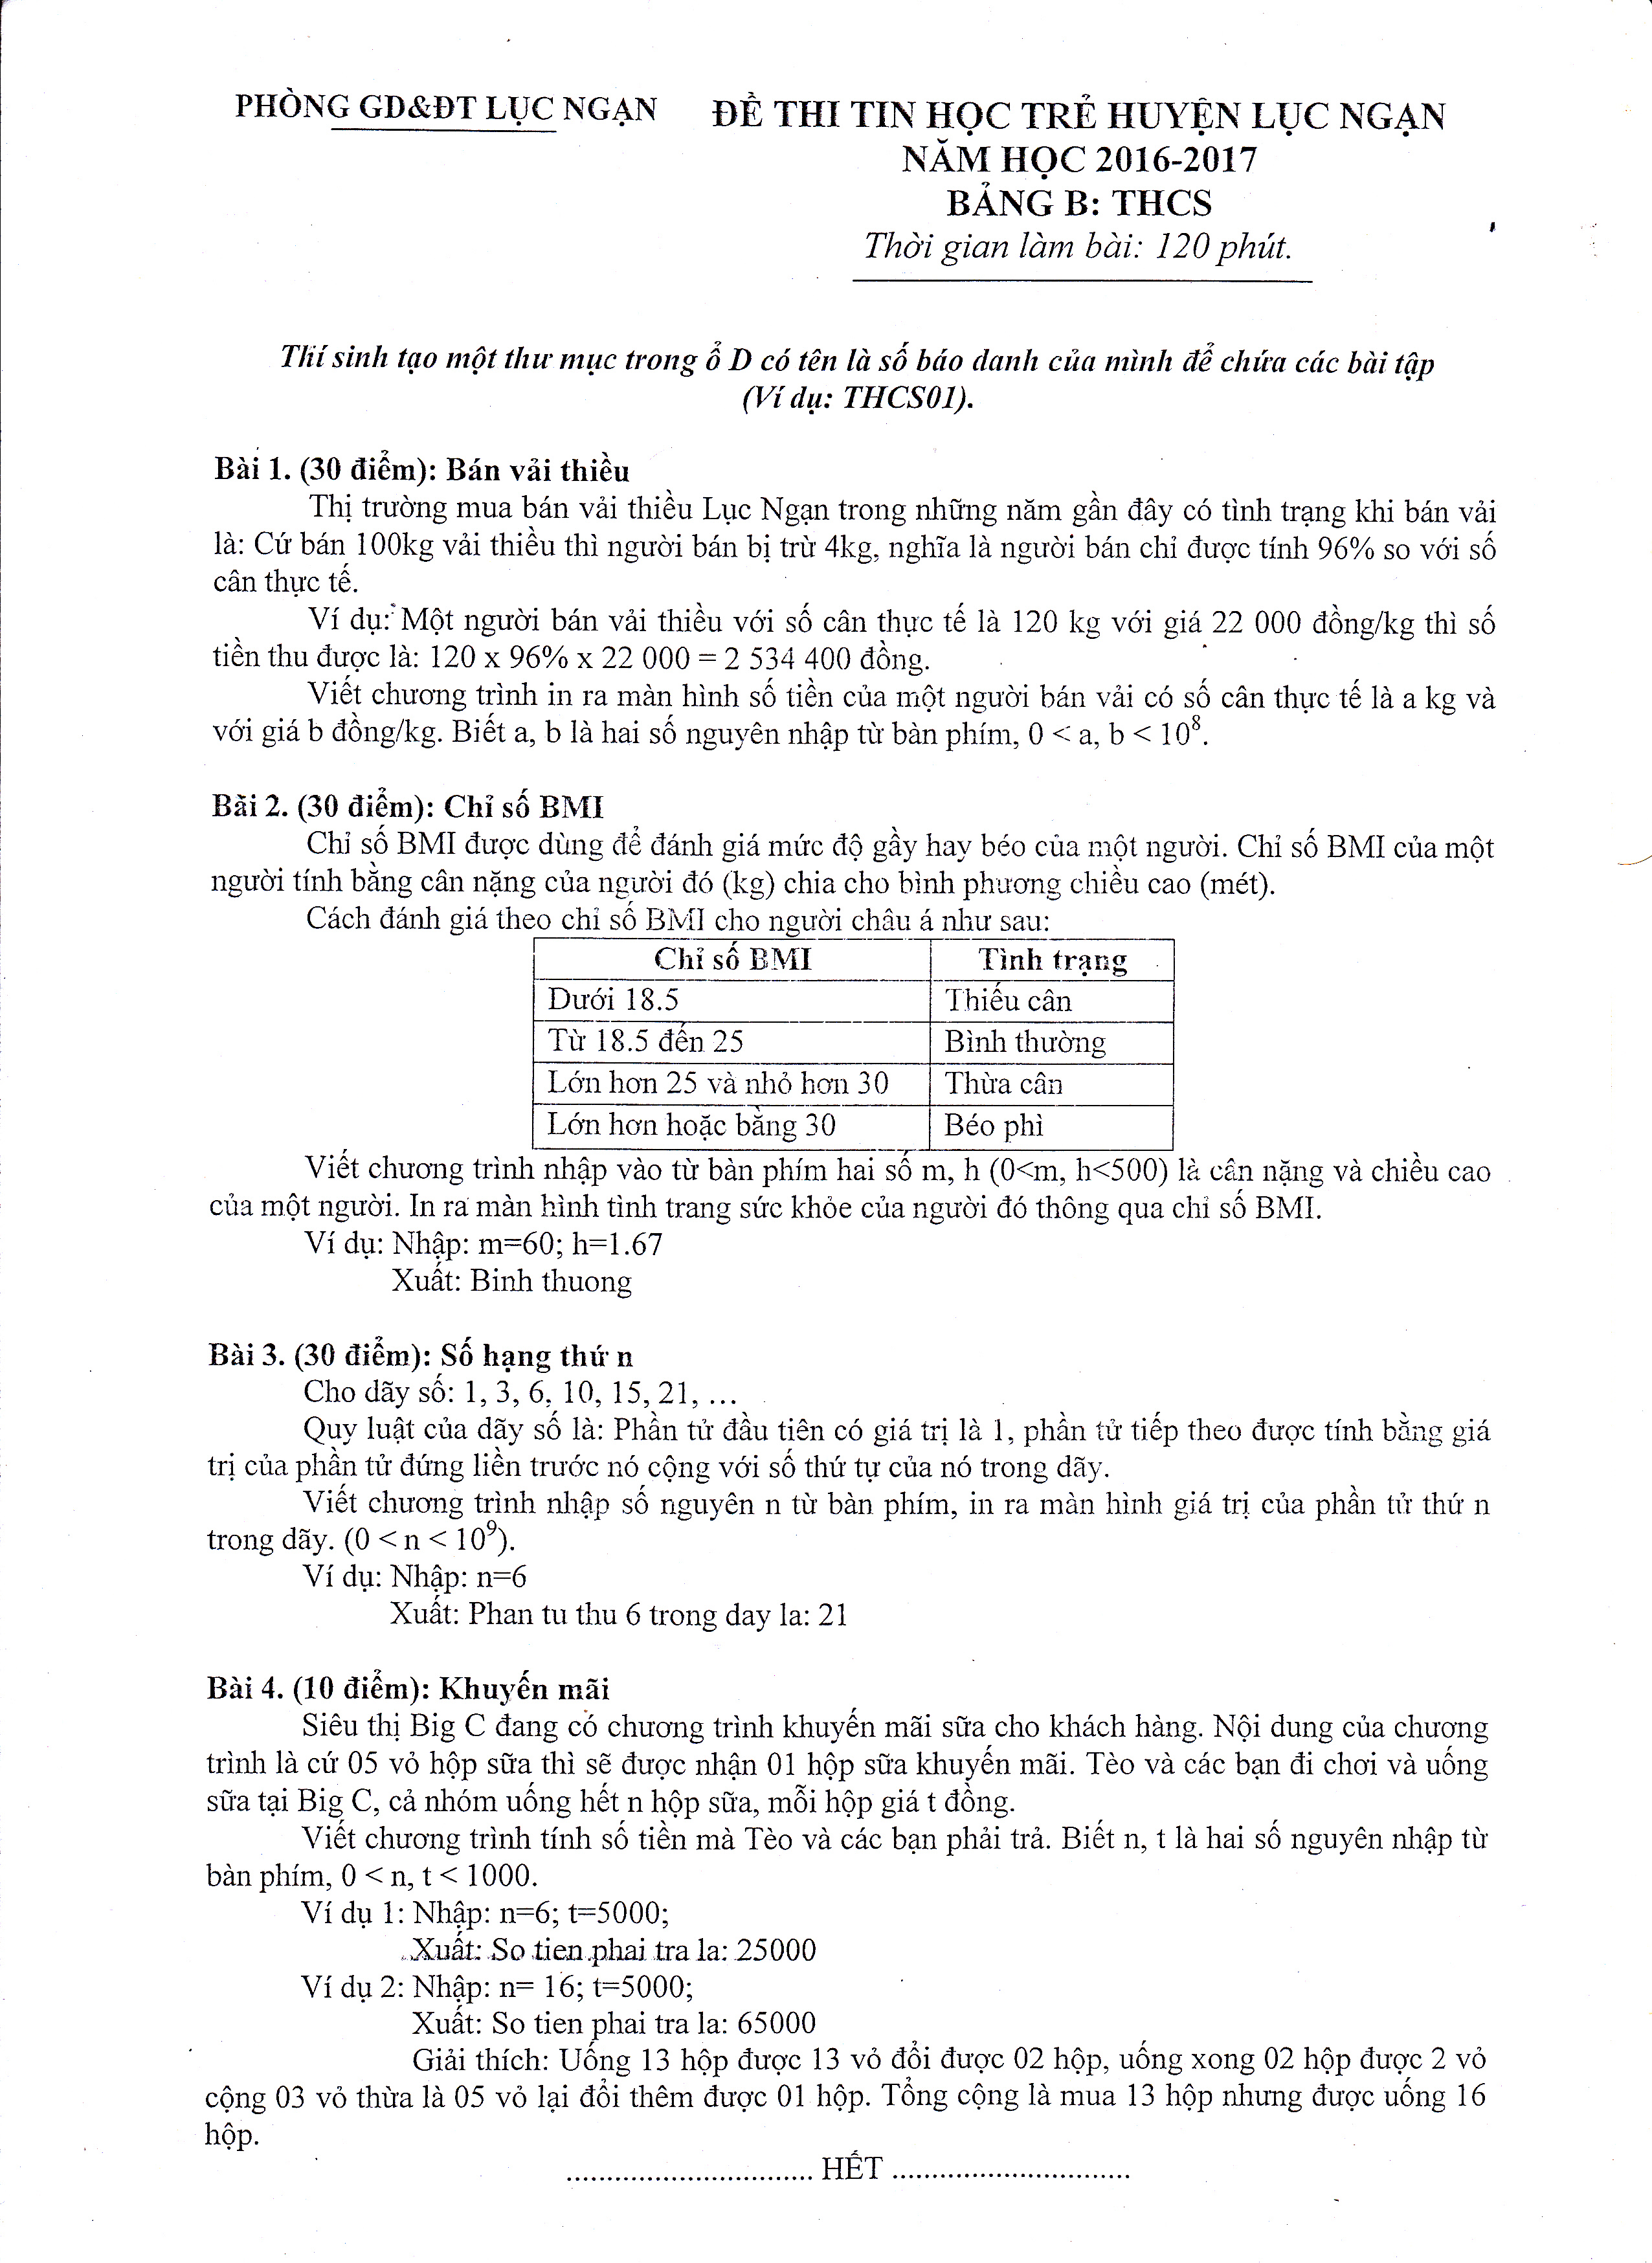 PHÒNG GD&ĐT LỤC NGẠN
ĐỀ THI TIN HỌC TRẺ HUYỆN LỤC NGẠN
NĂM HỌC 2016-2017
BẢNG B: THCS
Thời gian làm bài: 120 phút.
Thí sinh tạo một thư mục trong ổ D có tên là số báo danh của mình để chứa các bài tập
(Ví dụ: THCS01).
Bài 1. (30 điểm): Bán vải thiều
Thị trường mua bán vải thiều Lục Ngạn trong những năm gần đây có tình trạng khi bán vải
là: Cứ bán 100kg vải thiều thì người bán bị trừ 4kg, nghĩa là người bán chỉ được tính 96% so với số
cân thực tế.
Ví dụ: Một người bán vải thiều với số cân thực tế là 120 kg với giá 22 000 đồng/kg thì số
tiền thu được là: 120 x 96% x 22 000 = 2 534 400 đồng.
Viết chương trình in ra màn hình số tiền của một người bán vải có số cân thực tế là a kg và
với giá b đồng/kg. Biết a, b là hai số nguyên nhập từ bàn phím, 0 < a, b < 10⁸.
Bài 2. (30 điểm): Chỉ số BMI
Chỉ số BMI được dùng để đánh giá mức độ gầy hay béo của một người. Chỉ số BMI của một
người tính bằng cân nặng của người đó (kg) chia cho bình phương chiều cao (mét).
Cách đánh giá theo chỉ số BMI cho người châu á như sau:
Chỉ số BMI Tình trạng
Dưới 18.5 Thiếu cân
Từ 18.5 đến 25 Bình thường
Lớn hơn 25 và nhỏ hơn 30 Thừa cân
Lớn hơn hoặc bằng 30 Béo phì
Viết chương trình nhập vào từ bàn phím hai số m, h (0<m, h<500) là cân nặng và chiều cao
của một người. In ra màn hình tình trang sức khỏe của người đó thông qua chỉ số BMI.
Ví dụ: Nhập: m=60; h=1.67
Xuất: Binh thuong
Bài 3. (30 điểm): Số hạng thứ n
Cho dãy số: 1, 3, 6, 10, 15, 21, ...
Quy luật của dãy số là: Phần tử đầu tiên có giá trị là 1, phần tử tiếp theo được tính bằng giá
trị của phần tử đứng liền trước nó cộng với số thứ tự của nó trong dãy.
Viết chương trình nhập số nguyên n từ bàn phím, in ra màn hình giá trị của phần tử thứ n
trong dãy. (0 < n < 10⁹).
Ví dụ: Nhập: n=6
Xuất: Phan tu thu 6 trong day la: 21
Bài 4. (10 điểm): Khuyến mãi
Siêu thị Big C đang có chương trình khuyến mãi sữa cho khách hàng. Nội dung của chương
trình là cứ 05 vỏ hộp sữa thì sẽ được nhận 01 hộp sữa khuyến mãi. Tèo và các bạn đi chơi và uống
sữa tại Big C, cả nhóm uống hết n hộp sữa, mỗi hộp giá t đồng.
Viết chương trình tính số tiền mà Tèo và các bạn phải trả. Biết n, t là hai số nguyên nhập từ
bàn phím, 0 < n, t < 1000.
Ví dụ 1: Nhập: n=6; t=5000;
Xuất: So tien phai tra la: 25000
Ví dụ 2: Nhập: n= 16; t=5000;
Xuất: So tien phai tra la: 65000
Giải thích: Uống 13 hộp được 13 vỏ đổi được 02 hộp, uống xong 02 hộp được 2 vỏ
cộng 03 vỏ thừa là 05 vỏ lại đổi thêm được 01 hộp. Tổng cộng là mua 13 hộp nhưng được uống 16
hộp.
............................... HẾT ..............................